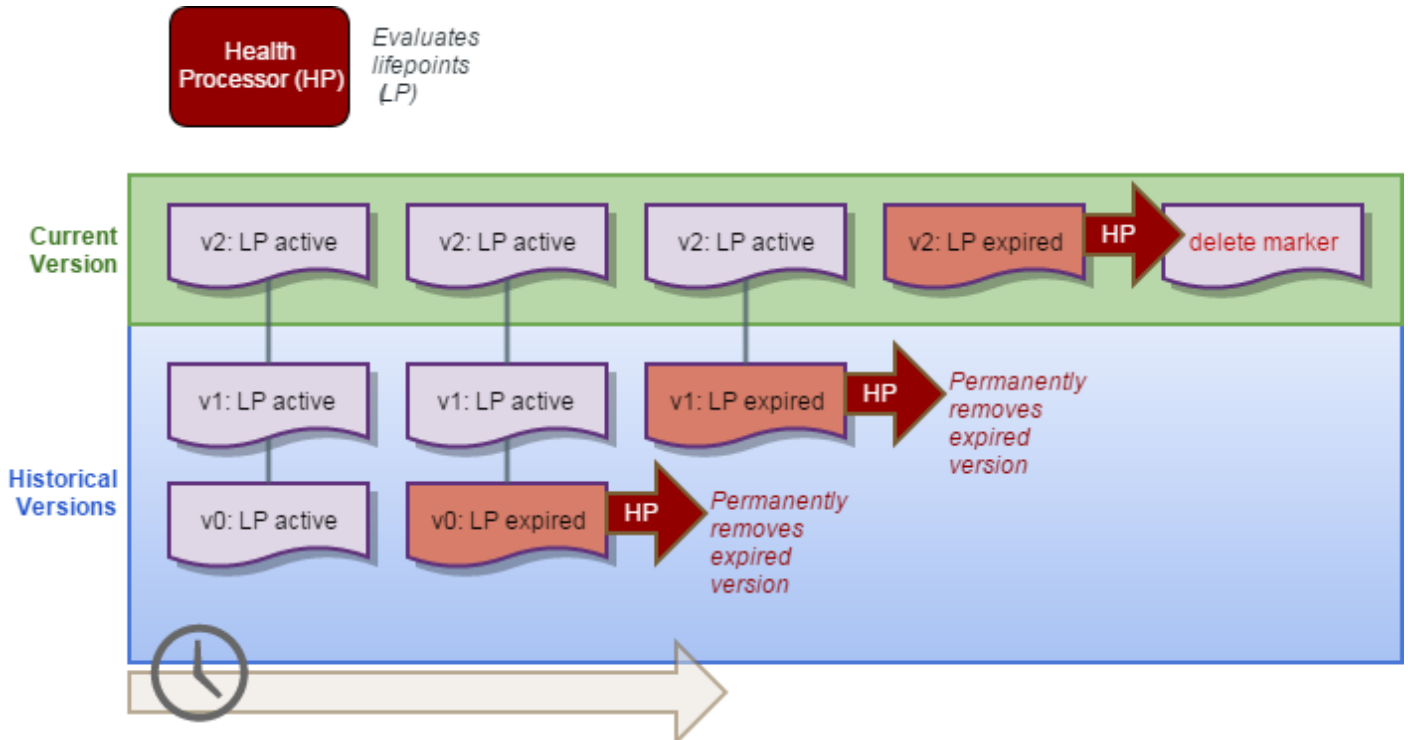 Health
Processor (HP)
Evaluates
lifepoints
(LP)
Current
Version
v2: LP active
v2: LP active
v2: LP active
v2: LP expired
HP
delete marker
v1: LP active
v1: LP active
v1: LP expired
HP
Permanently
removes
expired
version
Historical
Versions
v0: LP active
v0: LP expired
HP
Permanently
removes
expired
version